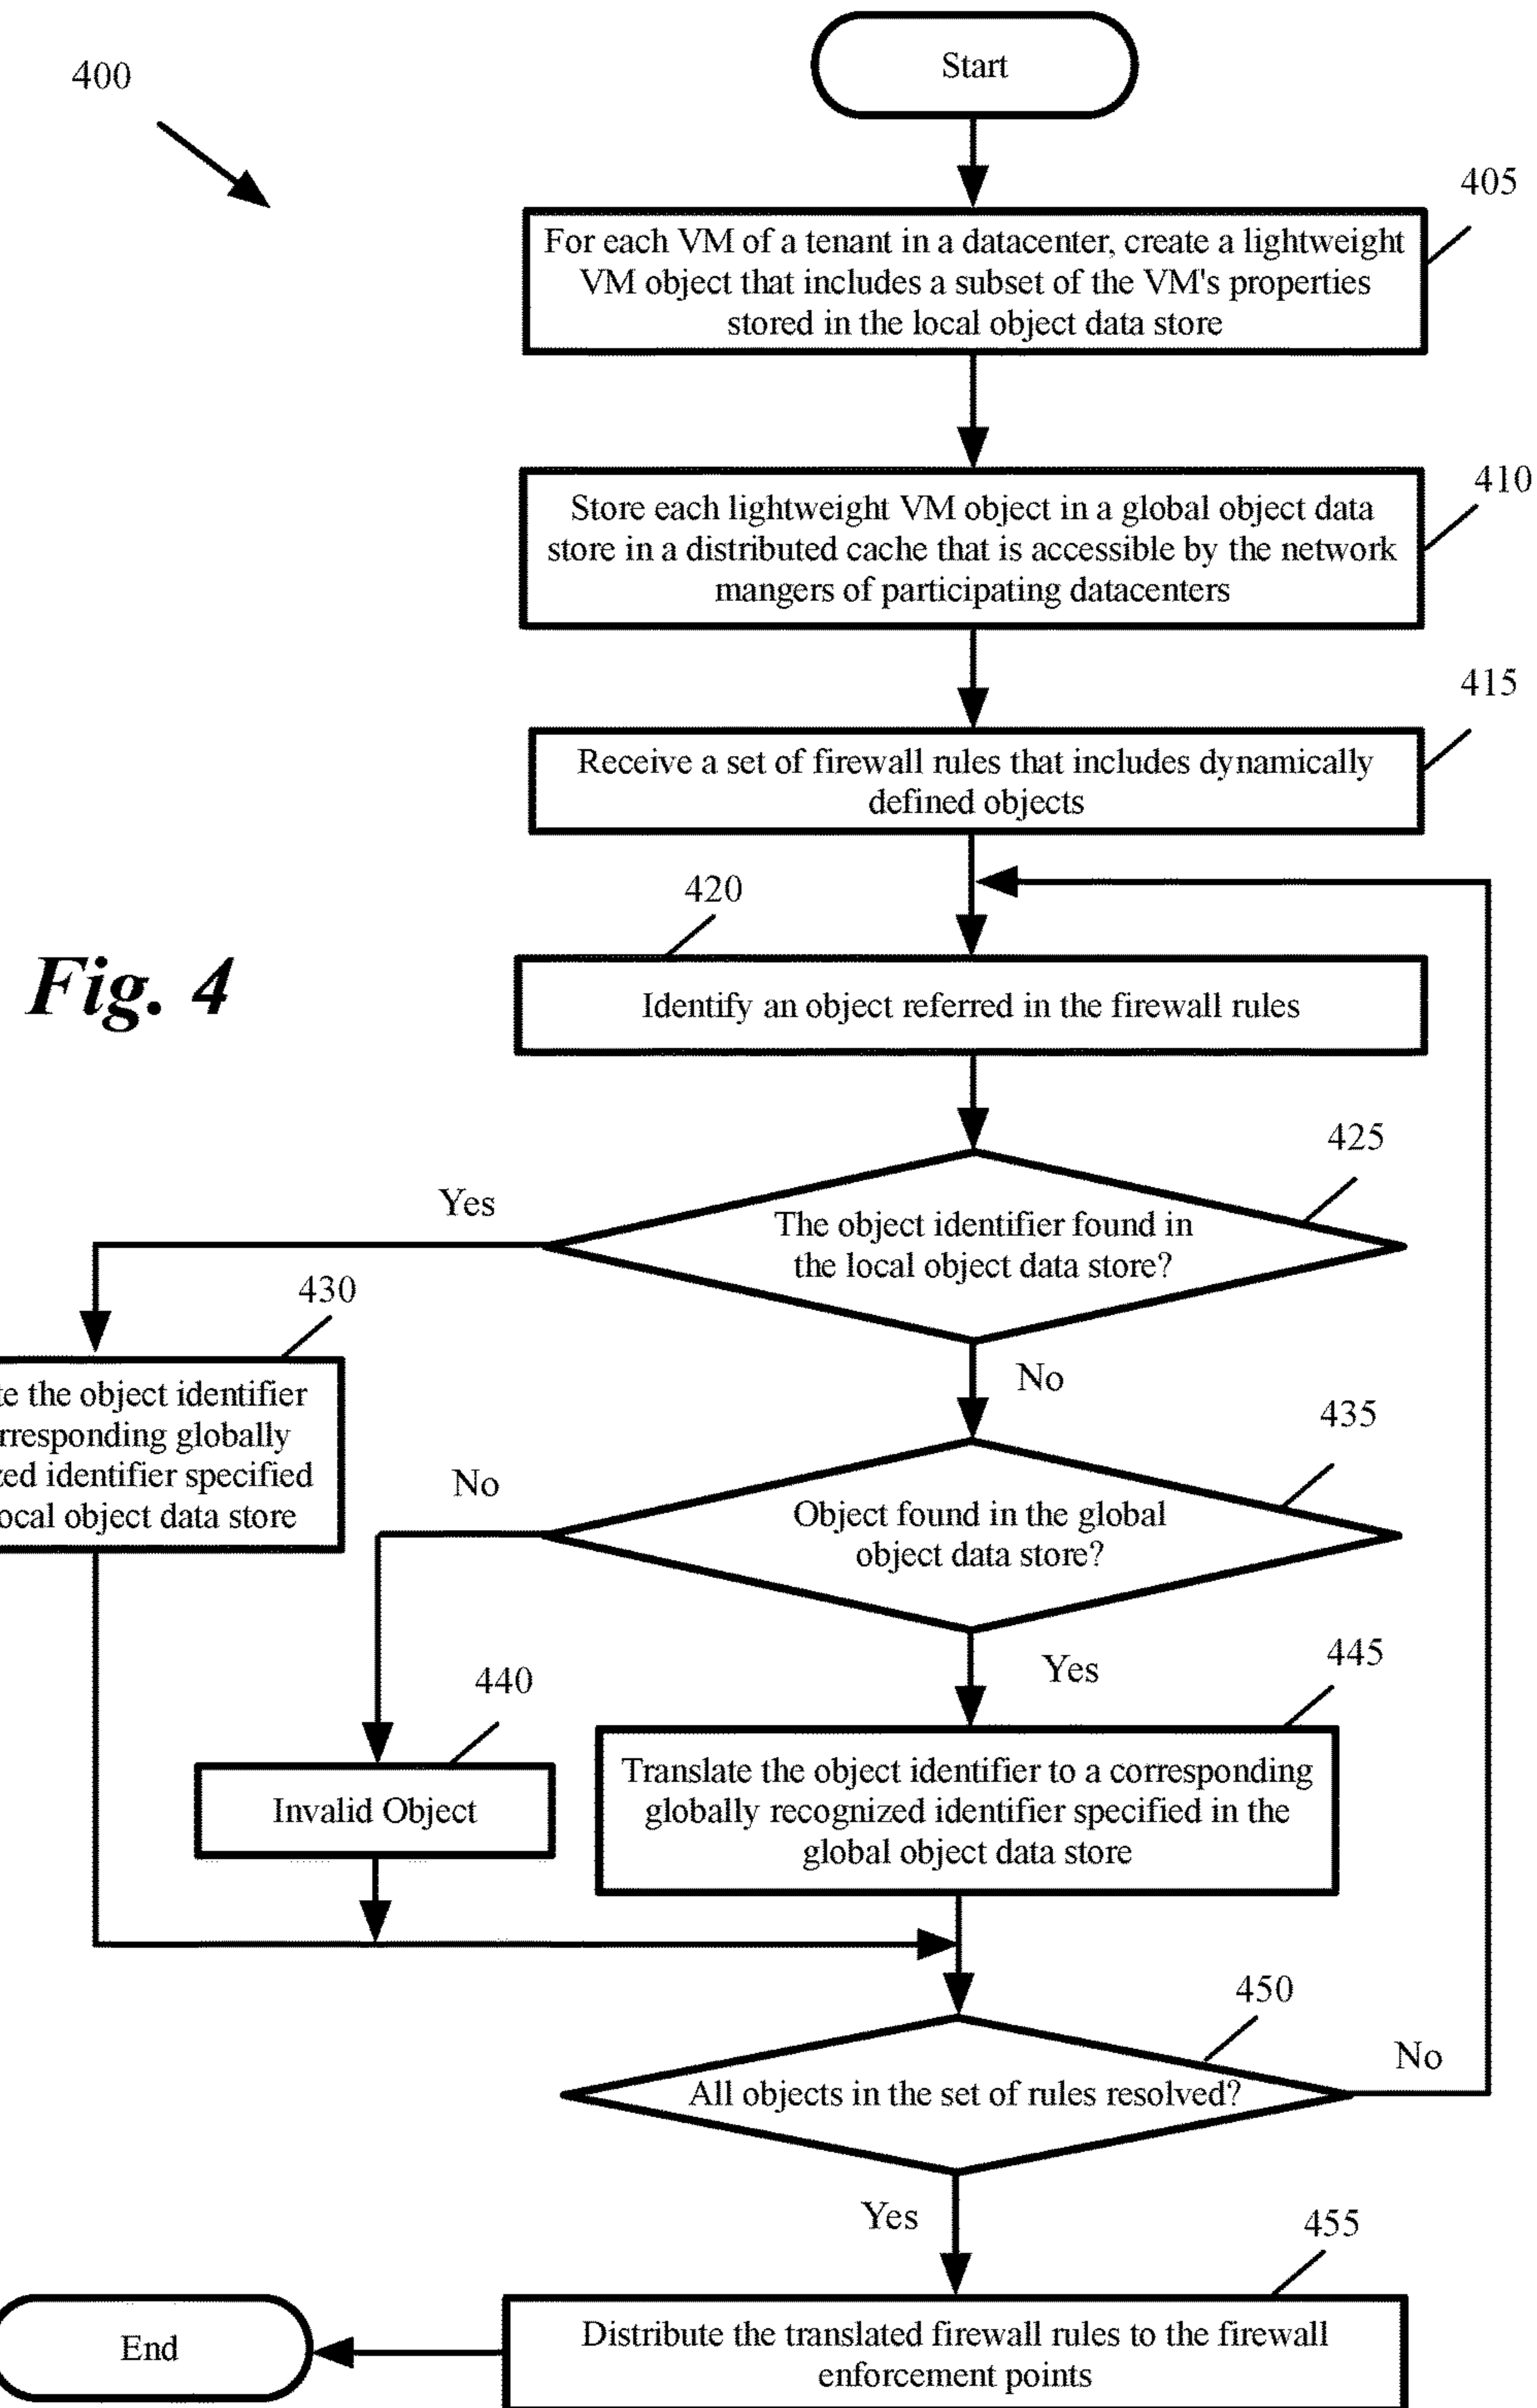 Start
400
405
For each VM of a tenant in a datacenter, create a lightweight
VM object that includes a subset of the VM's properties
stored in the local object data store
410
Store each lightweight VM object in a global object data
store in a distributed cache that is accessible by the network
mangers of participating datacenters
415
Receive a set of firewall rules that includes dynamically
defined objects
420
Fig. 4
Identify an object referred in the firewall rules
425
Yes
The object identifier found in
the local object data store?
430
the object identifier
globally
identifier specified
object data store
No
435
No
Object found in the global
object data store?
440
Yes
445
Invalid Object
Translate the object identifier to a corresponding
globally recognized identifier specified in the
global object data store
450
No
All objects in the set of rules resolved?
Yes
455
End
Distribute the translated firewall rules to the firewall
enforcement points